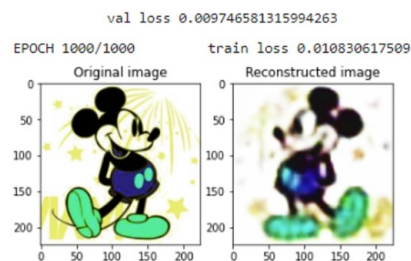 val loss 0.009746581315994263
EPOCH 1000/1000 train loss 0.010830617509
Original image Reconstructed image
0 0
50 50
100 100
150 150
200 200
0 50 100 150 200 0 50 100 150 200